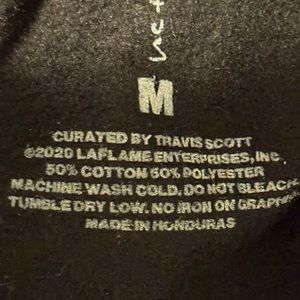 M
CURATED BY TRAVIS SCOTT
©2020 LAFLAME ENTERPRISES, INC.
50% COTTON 50% POLYESTER
MACHINE WASH COLD. DO NOT BLEACH.
TUMBLE DRY LOW. NO IRON ON GRAPHICS
MADE IN HONDURAS